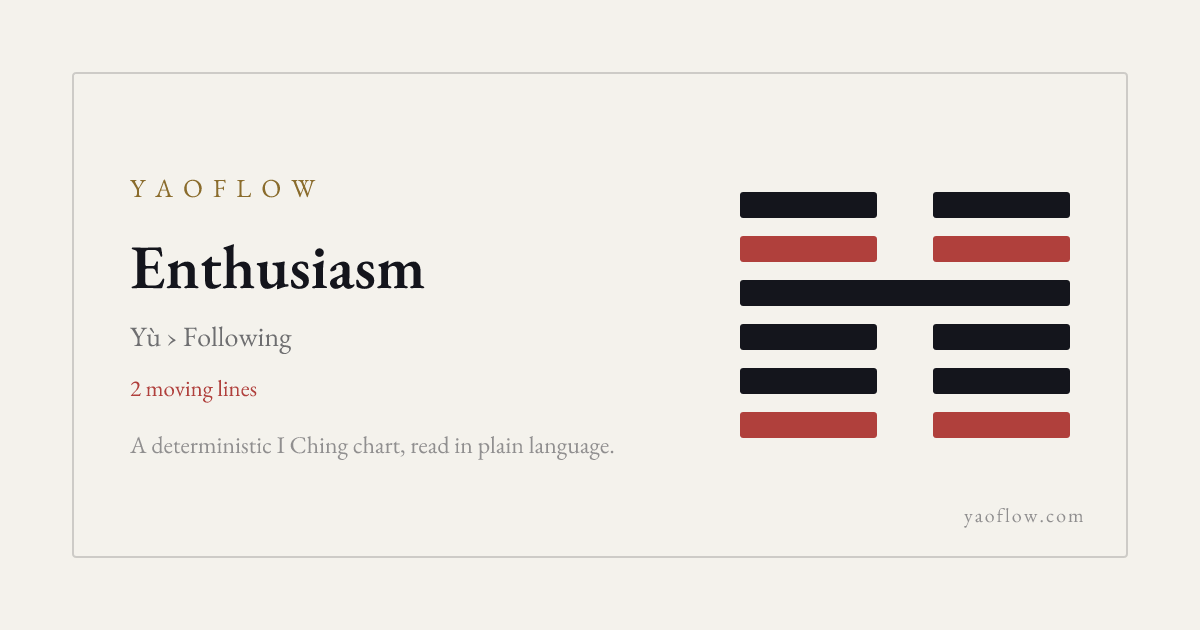 YAOFLOW
Enthusiasm
Yù › Following
2 moving lines
A deterministic I Ching chart, read in plain language.
yaoflow.com